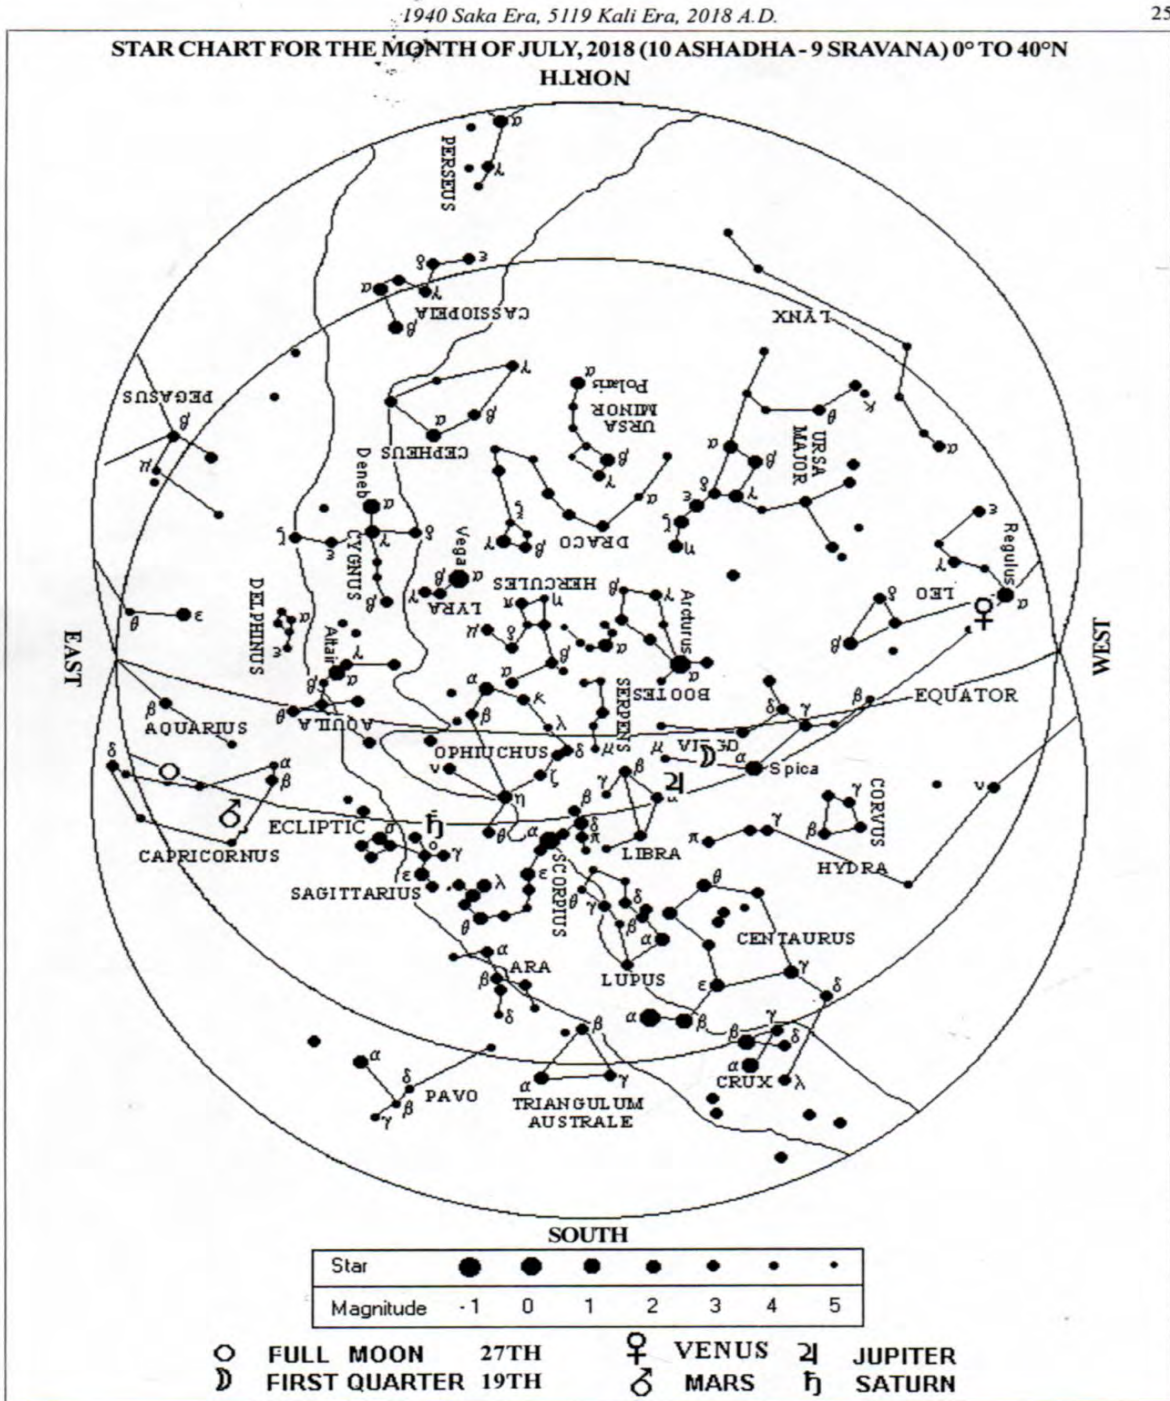 1940 Saka Era, 5119 Kali Era, 2018 A.D.
25
STAR CHART FOR THE MONTH OF JULY, 2018 (10 ASHADHA - 9 SRAVANA) 0° TO 40°N
NORTH
α
PERSEUS
γ
δ ε
α γ
CASSIOPEIA
β
LYNX
γ
α
Polaris
URSA
MINOR
PEGASUS
β
α β
CEPHEUS
θ κ
URSA
MAJOR
α
μ
Deneb
α
β
γ
α β
δ γ
ε
ζ
η
α
ε
Regulus
ζ ε γ δ
CYGNUS
β
Vega
α
β
γ
LYRA
ξ
γ β
DRACO
HERCULES
γ
LEO
δ
α
β
θ ε
DELPHINUS
α
ε
Altair
γ
α
β
π η
μ δ
β
α
β γ
Arcturus
α
BOOTES
α
EAST
WEST
EQUATOR
AQUARIUS
β
θ α
AQUILA
α
β
κ
λ
OPHIUCHUS
δ
ν ζ
η
θ
SERPENS
μ
μ
δ γ β
α
Spica
δ
α
β
CAPRICORNUS
ECLIPTIC
β
γ
LIBRA
π γ
β γ
CORVUS
ν
HYDRA
σ
ο γ
ε
SAGITTARIUS
λ
θ
β
α δ
π
ε
SCORPIUS
θ
γ
δ
β
α
LUPUS
θ
CENTAURUS
ε γ δ
α β
α
β
ARA
δ
γ
β δ
α
CRUX
λ
α
δ
β
γ
PAVO
β
α γ
TRIANGULUM
AUSTRALE
SOUTH
Star
Magnitude -1 0 1 2 3 4 5
○ FULL MOON 27TH ♀ VENUS ♃ JUPITER
☽ FIRST QUARTER 19TH ♂ MARS ♄ SATURN